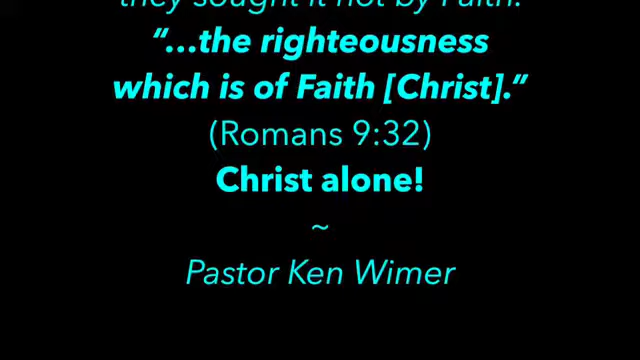 they sought it not by Faith.
“…the righteousness
which is of Faith [Christ].”
(Romans 9:32)
Christ alone!
~
Pastor Ken Wimer